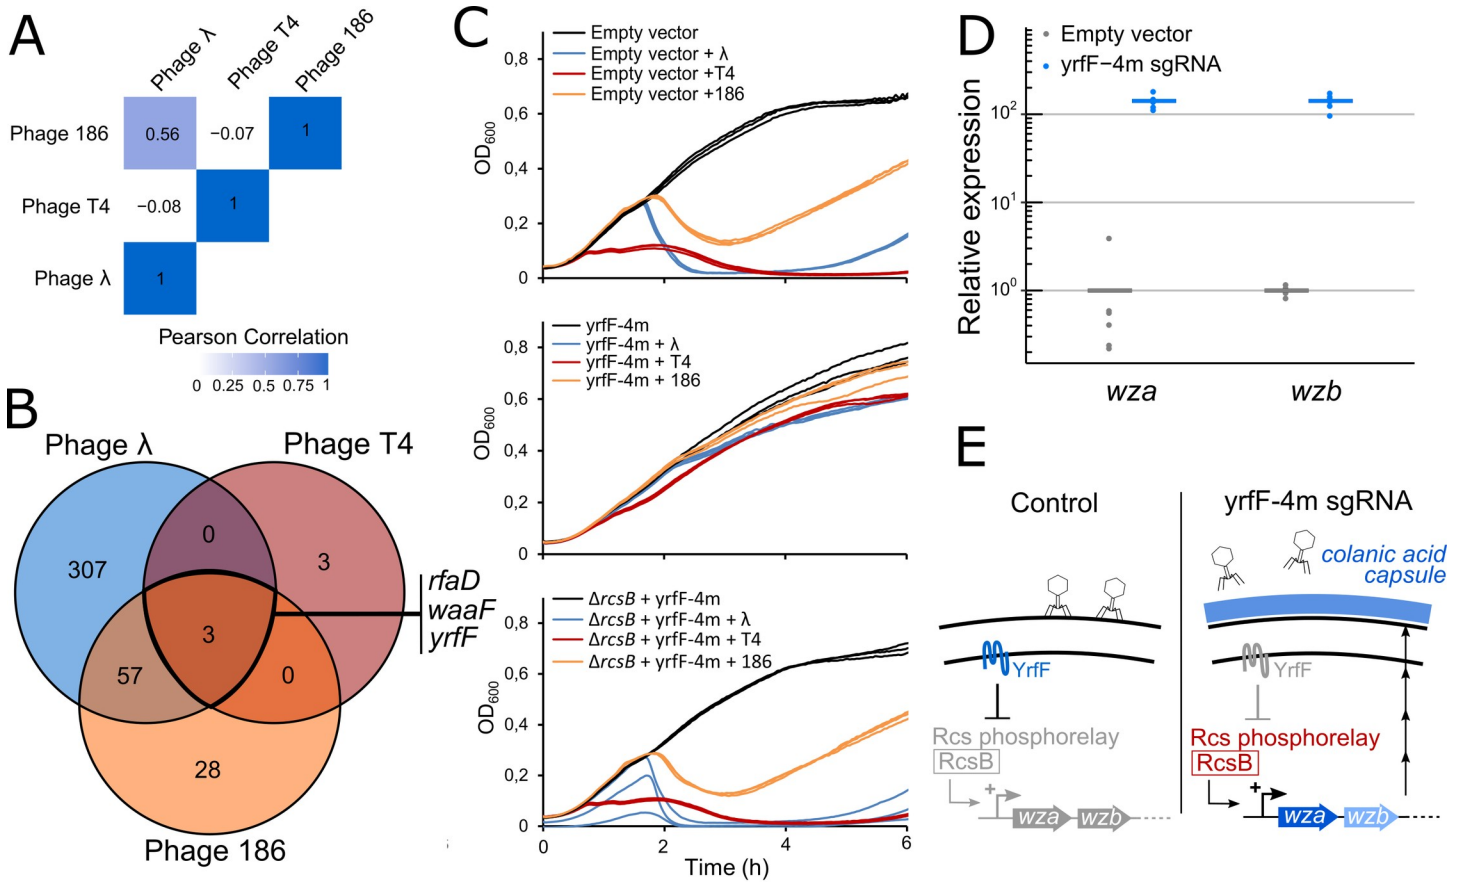 A
Phage λ
Phage T4
Phage 186
Phage 186
0.56
−0.07
1
Phage T4
−0.08
1
Phage λ
1
Pearson Correlation
0 0.25 0.5 0.75 1
B
Phage λ
Phage T4
0
307
3
rfaD
waaF
yrfF
3
57
0
28
Phage 186
C
Empty vector
Empty vector + λ
Empty vector +T4
Empty vector +186
0,8
0,6
0,4
0,2
0
OD600
yrfF-4m
yrfF-4m + λ
yrfF-4m + T4
yrfF-4m + 186
0,8
0,6
0,4
0,2
0
OD600
ΔrcsB + yrfF-4m
ΔrcsB + yrfF-4m + λ
ΔrcsB + yrfF-4m + T4
ΔrcsB + yrfF-4m + 186
0,8
0,6
0,4
0,2
0
OD600
0 2 4 6
Time (h)
D
Empty vector
yrfF−4m sgRNA
Relative expression
10²
10¹
10⁰
wza wzb
E
Control
YrfF
Rcs phosphorelay
RcsB
+
wza wzb
yrfF-4m sgRNA
colanic acid
capsule
YrfF
Rcs phosphorelay
RcsB
+
wza wzb